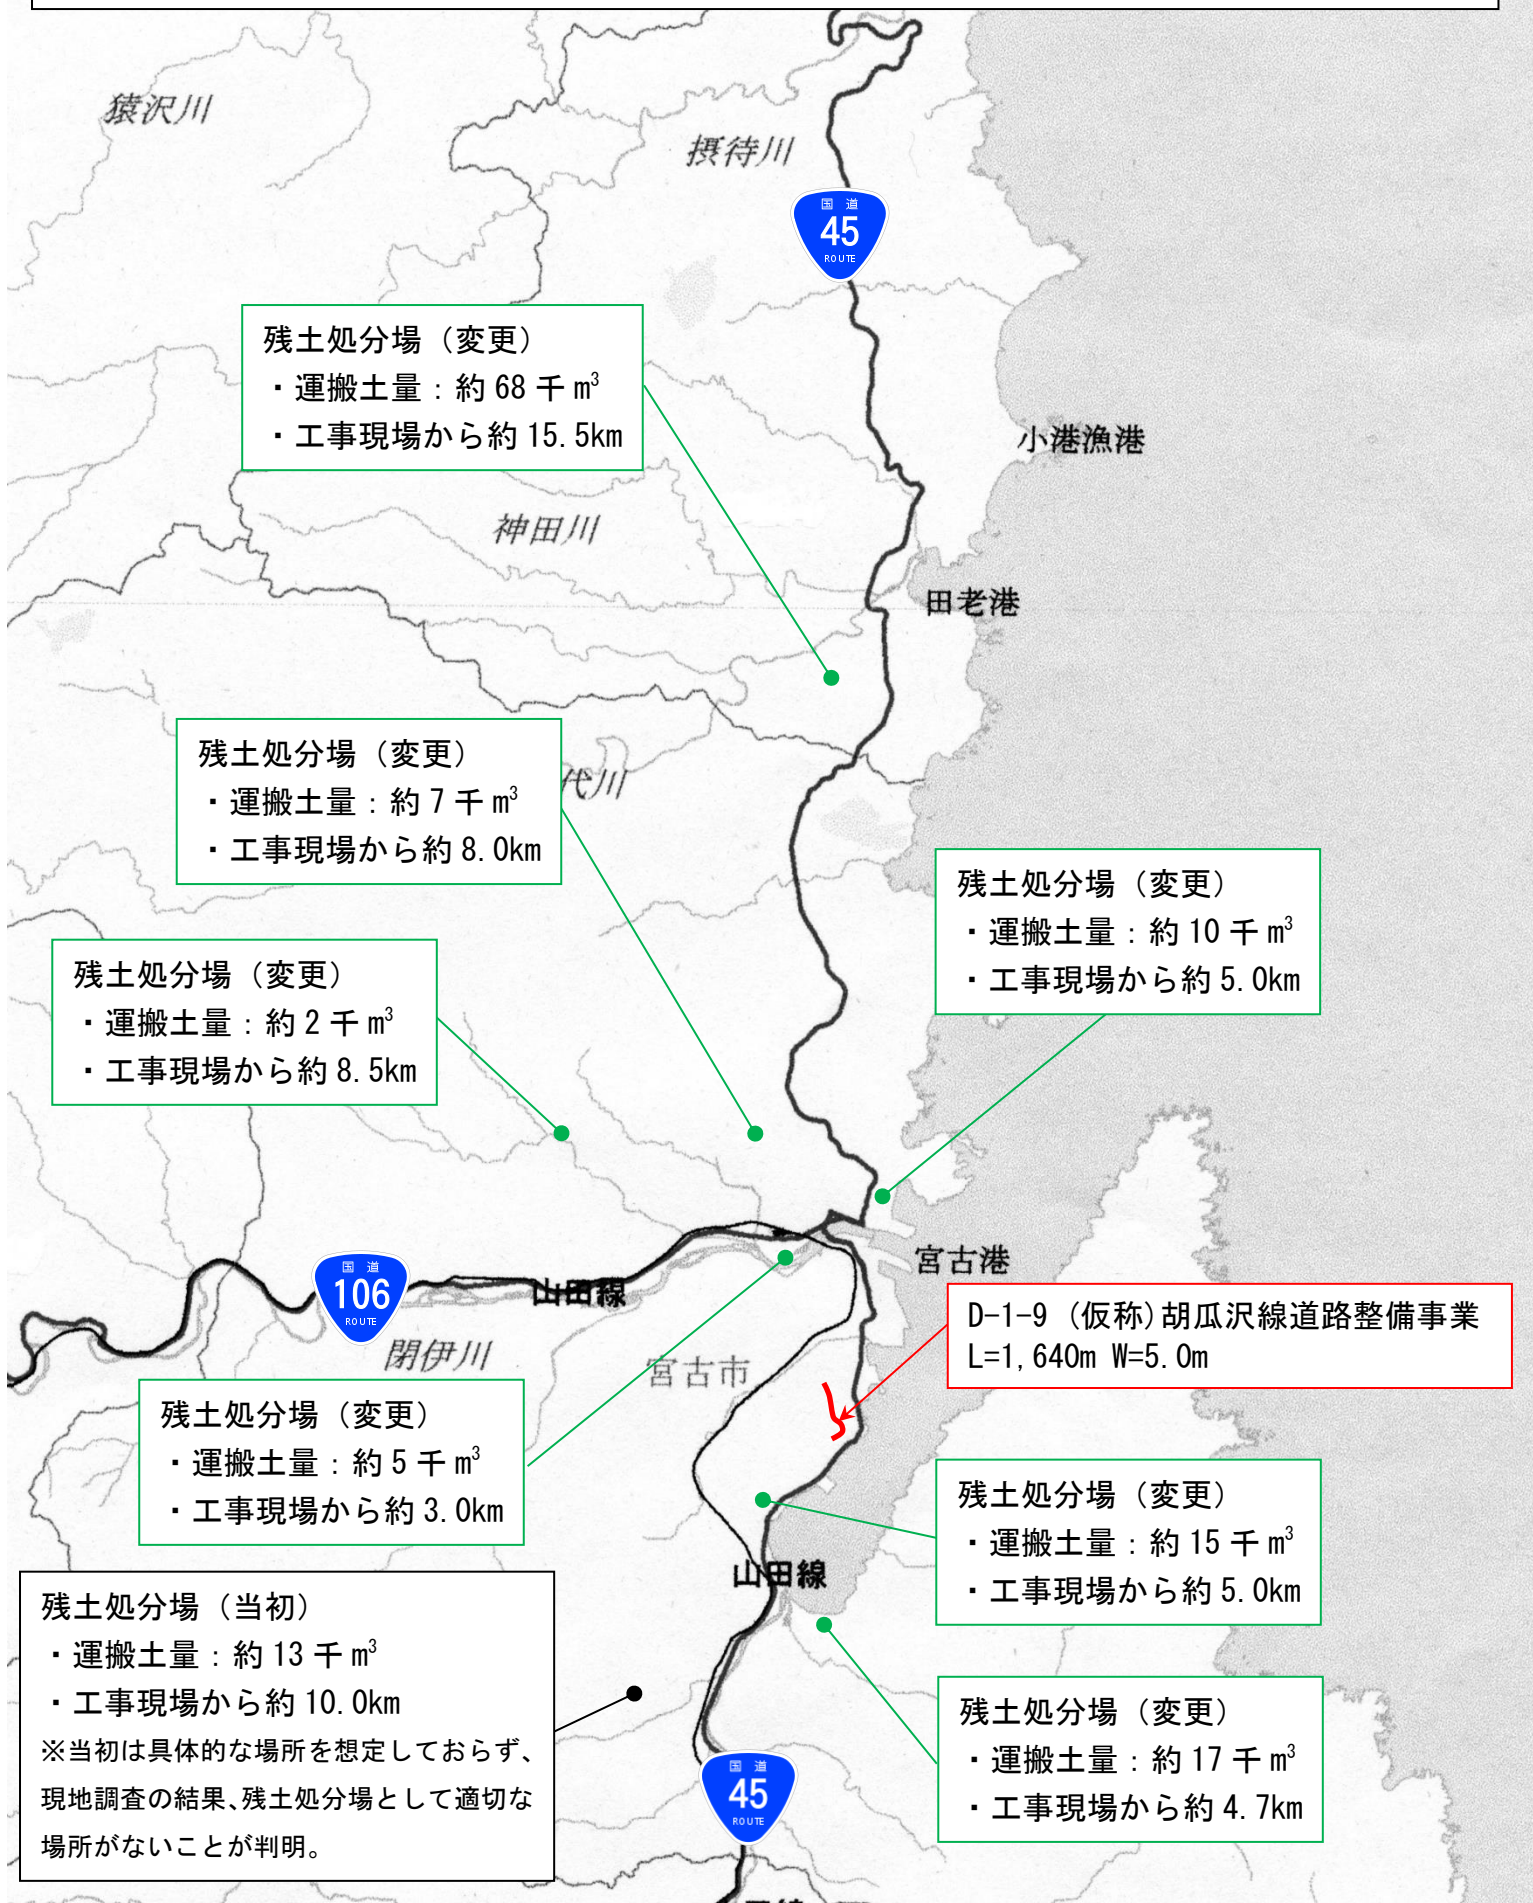 猿沢川
摂待川
国道
45
ROUTE
残土処分場（変更）
・運搬土量：約 68 千 m³
・工事現場から約 15.5km
小港漁港
神田川
田老港
残土処分場（変更）
・運搬土量：約 7 千 m³
・工事現場から約 8.0km
代川
残土処分場（変更）
・運搬土量：約 10 千 m³
・工事現場から約 5.0km
残土処分場（変更）
・運搬土量：約 2 千 m³
・工事現場から約 8.5km
宮古港
国道
106
ROUTE
山田線
D-1-9（仮称）胡瓜沢線道路整備事業
L=1,640m W=5.0m
閉伊川
宮古市
残土処分場（変更）
・運搬土量：約 5 千 m³
・工事現場から約 3.0km
残土処分場（変更）
・運搬土量：約 15 千 m³
・工事現場から約 5.0km
山田線
残土処分場（当初）
・運搬土量：約 13 千 m³
・工事現場から約 10.0km
※当初は具体的な場所を想定しておらず、
現地調査の結果、残土処分場として適切な
場所がないことが判明。
残土処分場（変更）
・運搬土量：約 17 千 m³
・工事現場から約 4.7km
国道
45
ROUTE